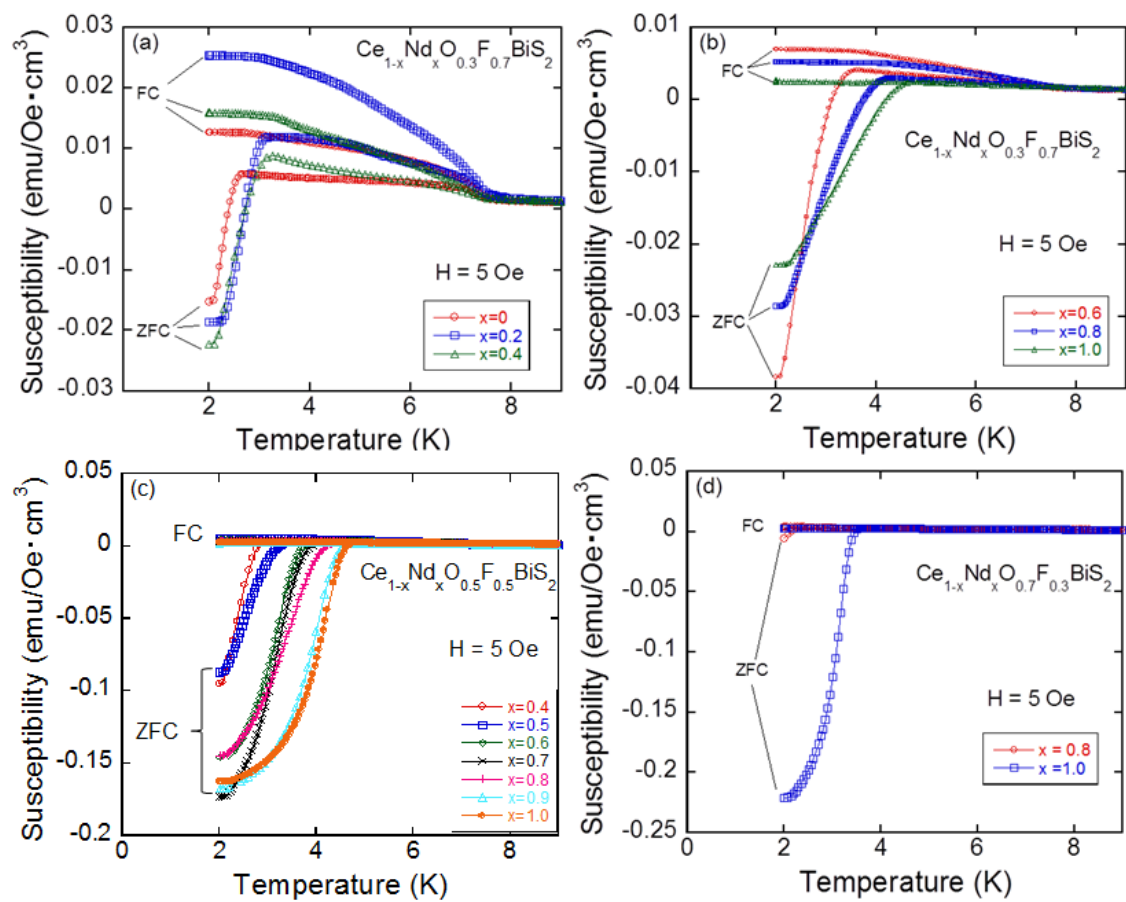 (a)
Ce1-xNdxO0.3F0.7BiS2
FC
ZFC
H = 5 Oe
x=0
x=0.2
x=0.4
0.03
0.02
0.01
0
-0.01
-0.02
-0.03
2 4 6 8
Susceptibility (emu/Oe·cm3)
Temperature (K)
(b)
FC
Ce1-xNdxO0.3F0.7BiS2
H = 5 Oe
ZFC
x=0.6
x=0.8
x=1.0
0.01
0
-0.01
-0.02
-0.03
-0.04
2 4 6 8
Susceptibility (emu/Oe·cm3)
Temperature (K)
(c)
FC
Ce1-xNdxO0.5F0.5BiS2
H = 5 Oe
ZFC
x=0.4
x=0.5
x=0.6
x=0.7
x=0.8
x=0.9
x=1.0
0.05
0
-0.05
-0.1
-0.15
-0.2
0 2 4 6 8
Susceptibility (emu/Oe·cm3)
Temperature (K)
(d)
FC
Ce1-xNdxO0.7F0.3BiS2
ZFC
H = 5 Oe
x =0.8
x =1.0
0.05
0
-0.05
-0.1
-0.15
-0.2
-0.25
0 2 4 6 8
Susceptibility (emu/Oe·cm3)
Temperature (K)